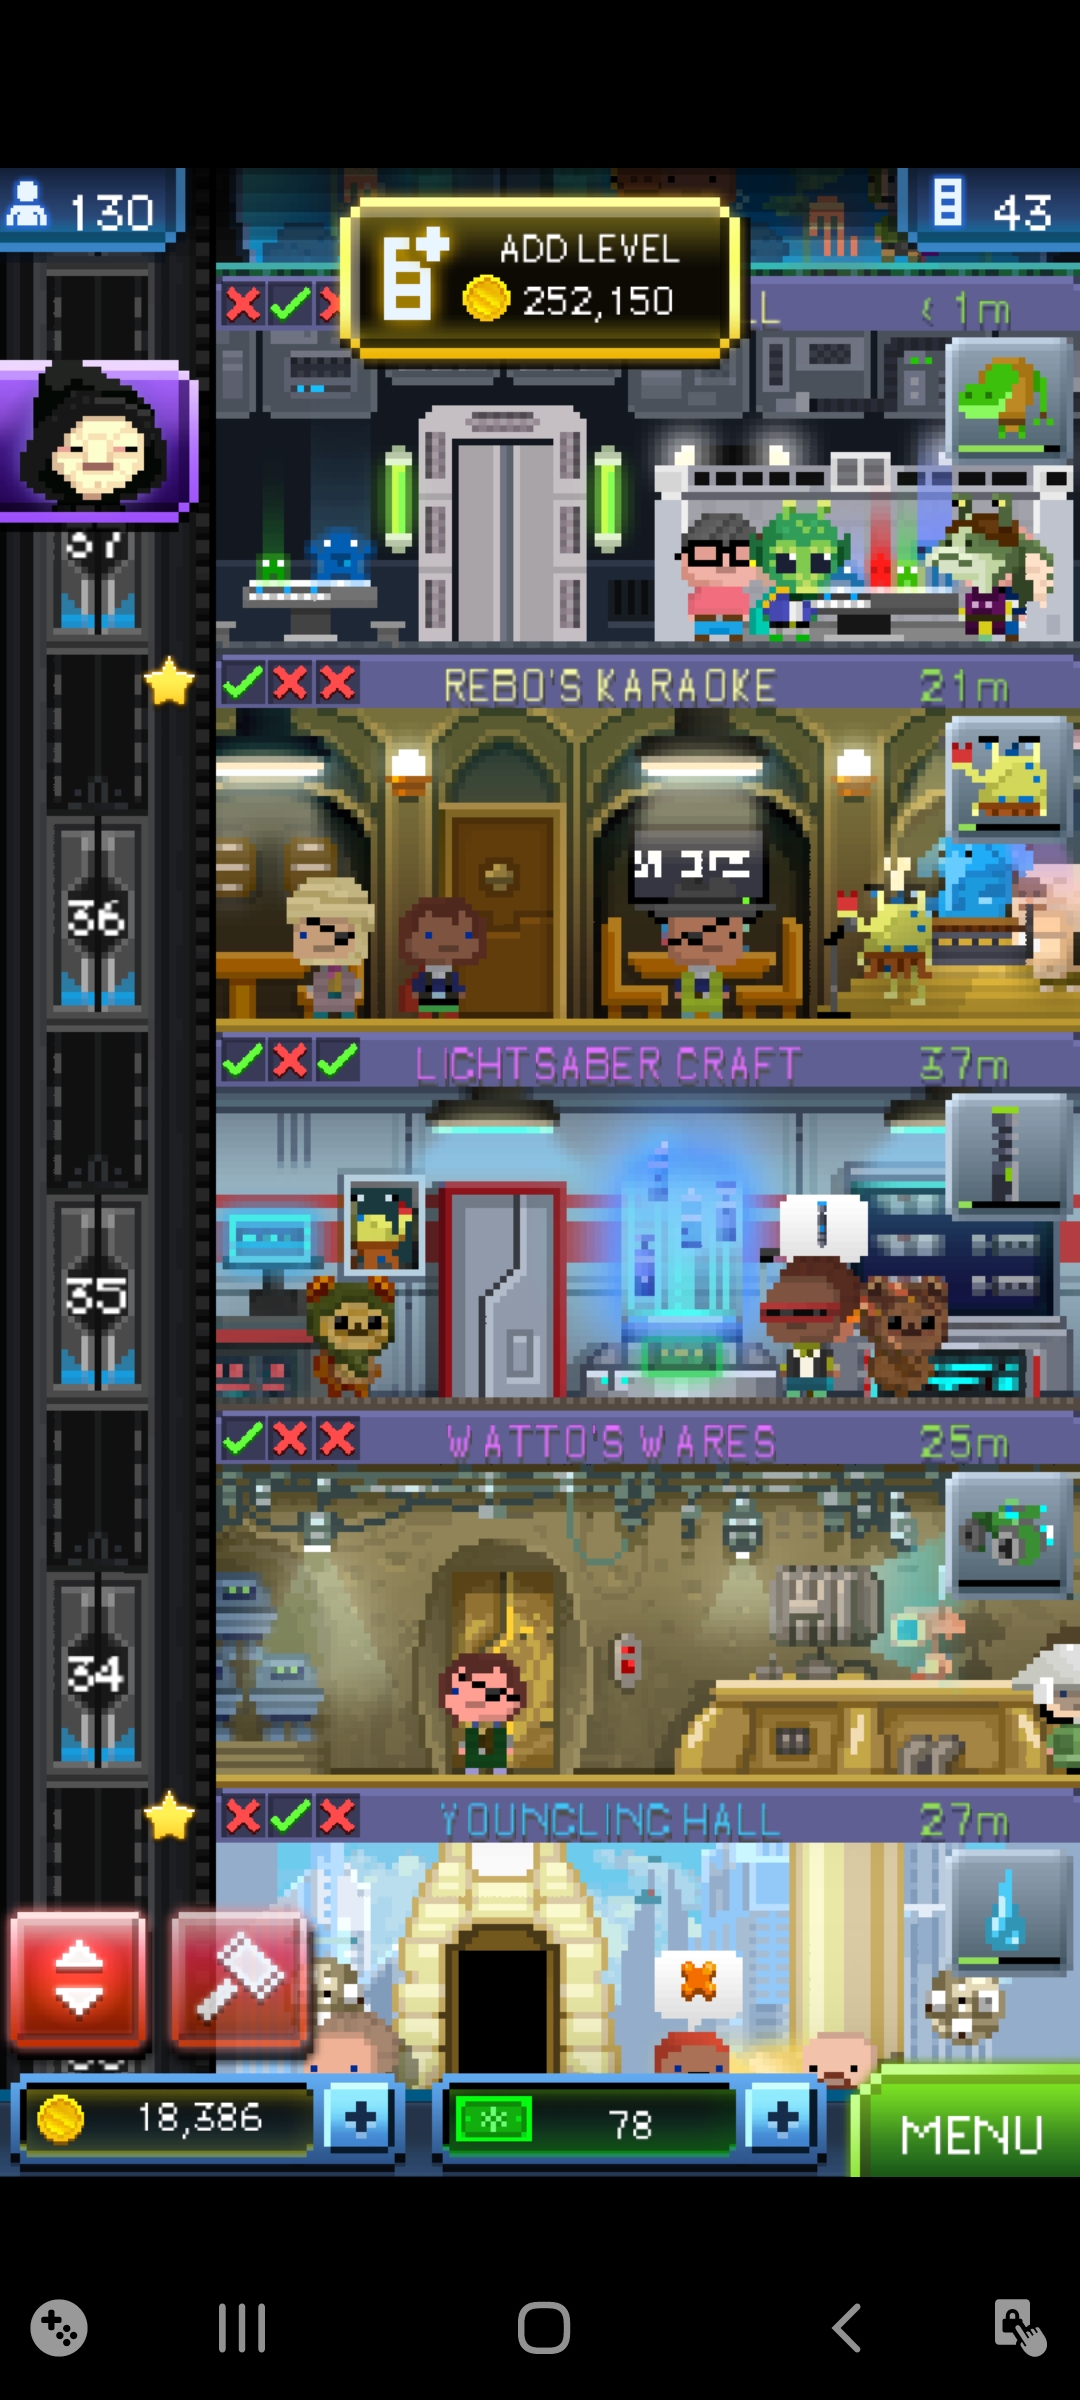 130
ADD LEVEL
252,150
43
< 1m
37
REBO'S KARAOKE
21m
36
LIGHTSABER CRAFT
37m
35
WATTO'S WARES
25m
34
YOUNGLING HALL
27m
18,386
78
MENU